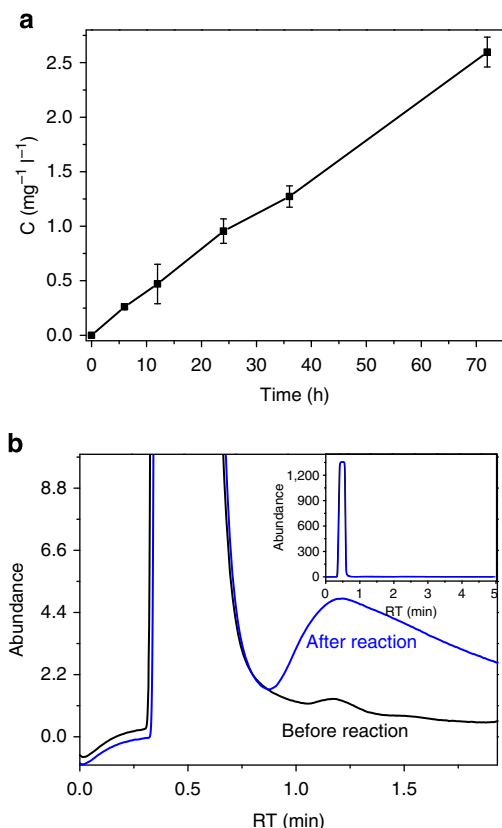 a
C (mg⁻¹ l⁻¹)
2.5
2.0
1.5
1.0
0.5
0.0
0 10 20 30 40 50 60 70
Time (h)
b
Abundance
8.8
6.6
4.4
2.2
0.0
Abundance
1,200
900
600
300
0
0 1 2 3 4 5
RT (min)
After reaction
Before reaction
0.0 0.5 1.0 1.5
RT (min)